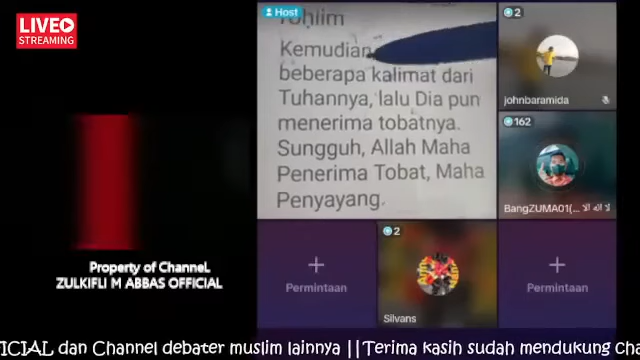 LIVE
STREAMING
Host
Kemudian
beberapa kalimat dari
Tuhannya, lalu Dia pun
menerima tobatnya.
Sungguh, Allah Maha
Penerima Tobat, Maha
Penyayang.
2
johnbaramida
162
BangZUMA01(...
Permintaan
2
Silvans
Permintaan
Property of Channel.
ZULKIFLI M ABBAS OFFICIAL
ICIAL dan Channel debater muslim lainnya ||Terima kasih sudah mendukung cha